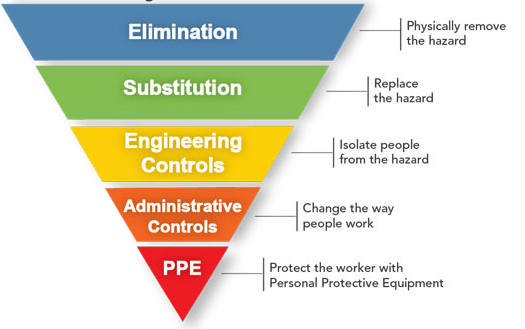 Elimination
Physically remove
the hazard
Substitution
Replace
the hazard
Engineering
Controls
Isolate people
from the hazard
Administrative
Controls
Change the way
people work
PPE
Protect the worker with
Personal Protective Equipment